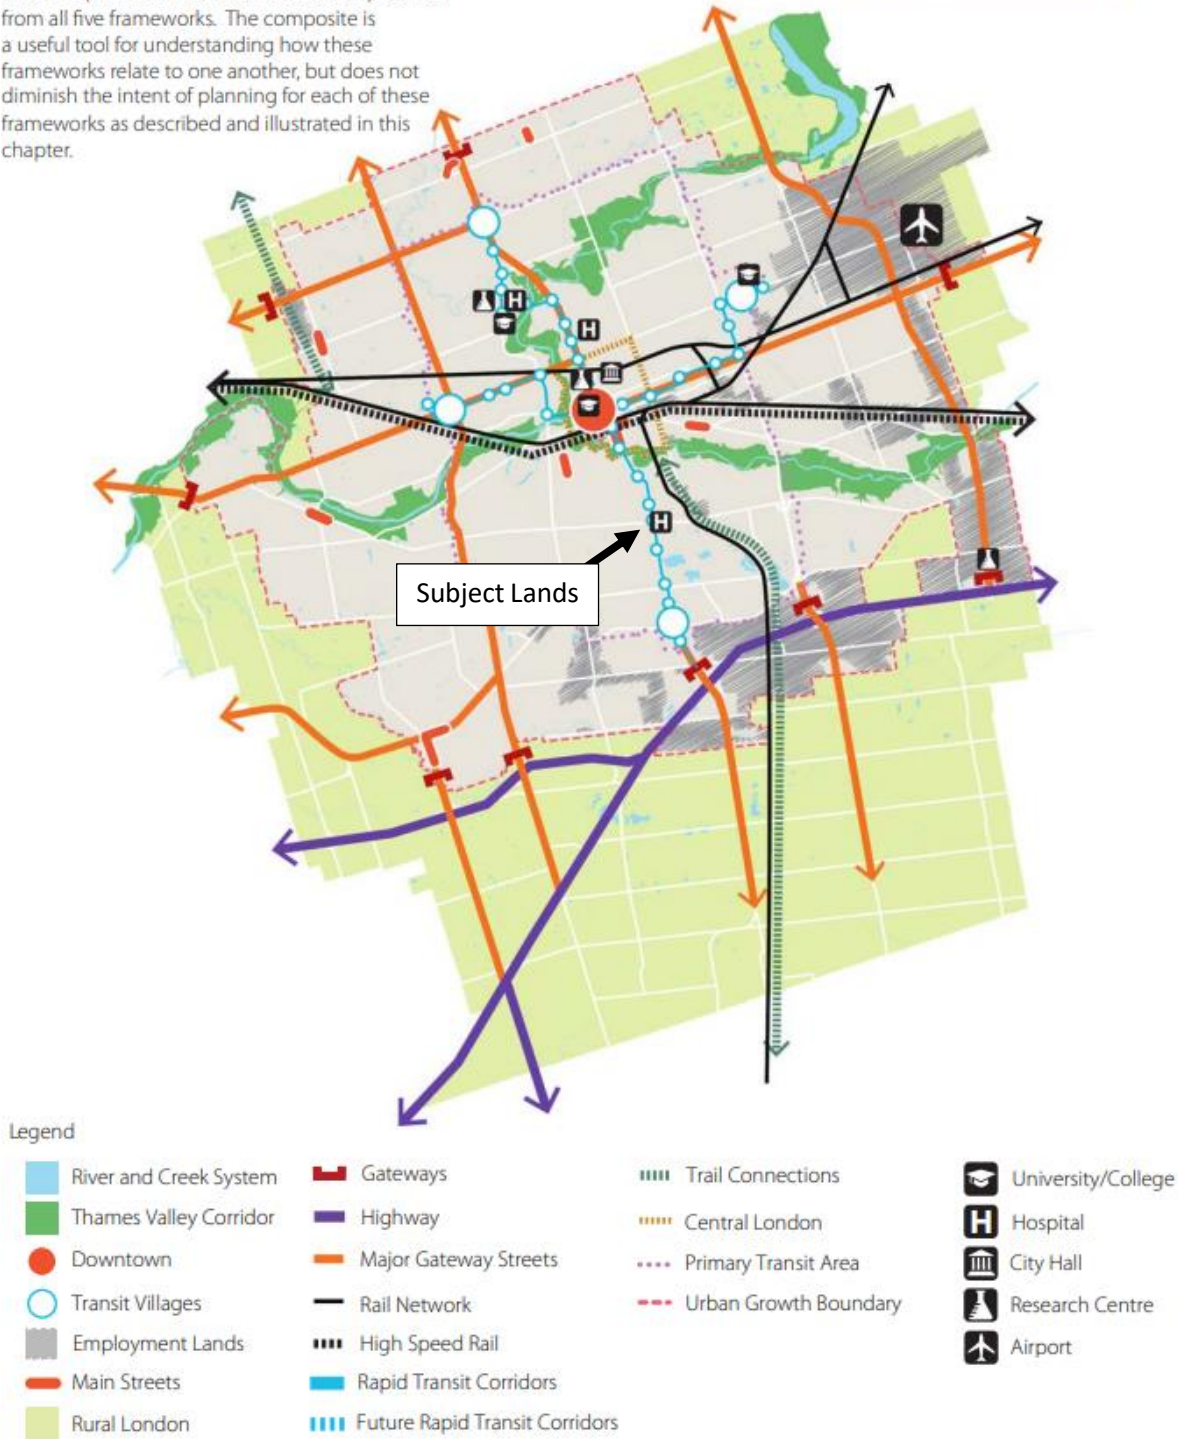 from all five frameworks. The composite is
a useful tool for understanding how these
frameworks relate to one another, but does not
diminish the intent of planning for each of these
frameworks as described and illustrated in this
chapter.
H
H
Subject Lands
H
Legend
River and Creek System
Thames Valley Corridor
Downtown
Transit Villages
Employment Lands
Main Streets
Rural London
Gateways
Highway
Major Gateway Streets
Rail Network
High Speed Rail
Rapid Transit Corridors
Future Rapid Transit Corridors
Trail Connections
Central London
Primary Transit Area
Urban Growth Boundary
University/College
H Hospital
City Hall
Research Centre
Airport